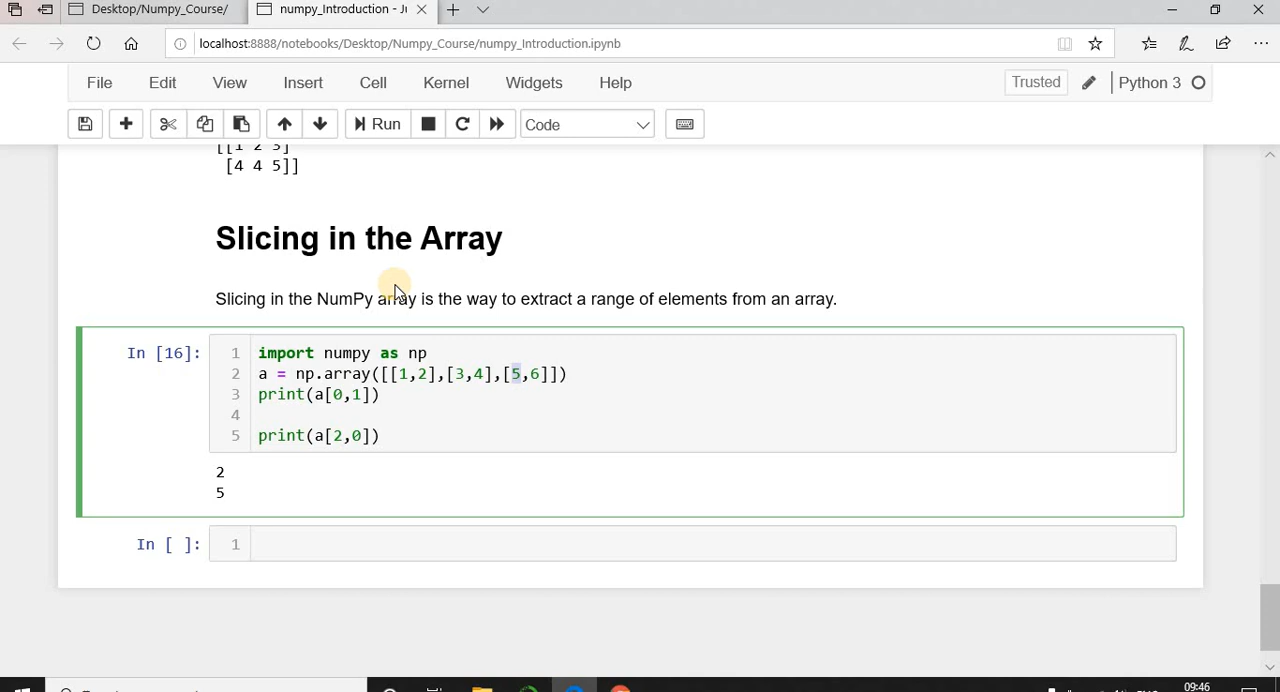 Desktop/Numpy_Course/
numpy_Introduction - Ju
localhost:8888/notebooks/Desktop/Numpy_Course/numpy_Introduction.ipynb
File Edit View Insert Cell Kernel Widgets Help Trusted Python 3
Run Code
[[1 2 3]
[4 4 5]]
Slicing in the Array
Slicing in the NumPy array is the way to extract a range of elements from an array.
In [16]: 1 import numpy as np
2 a = np.array([[1,2],[3,4],[5,6]])
3 print(a[0,1])
4
5 print(a[2,0])
2
5
In [ ]: 1
09:46